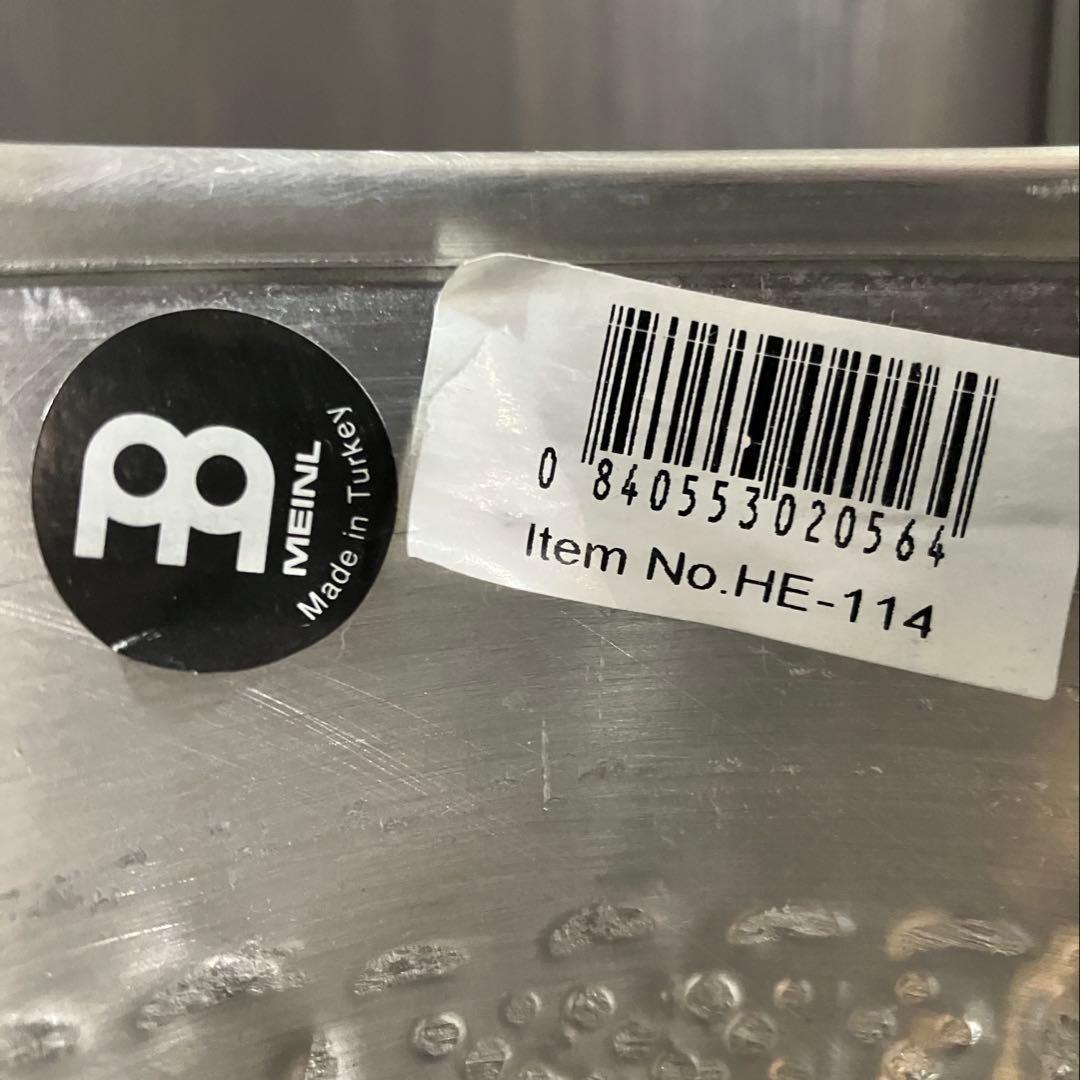 MEINL
Made in Turkey
0 840553020564
Item No.HE-114